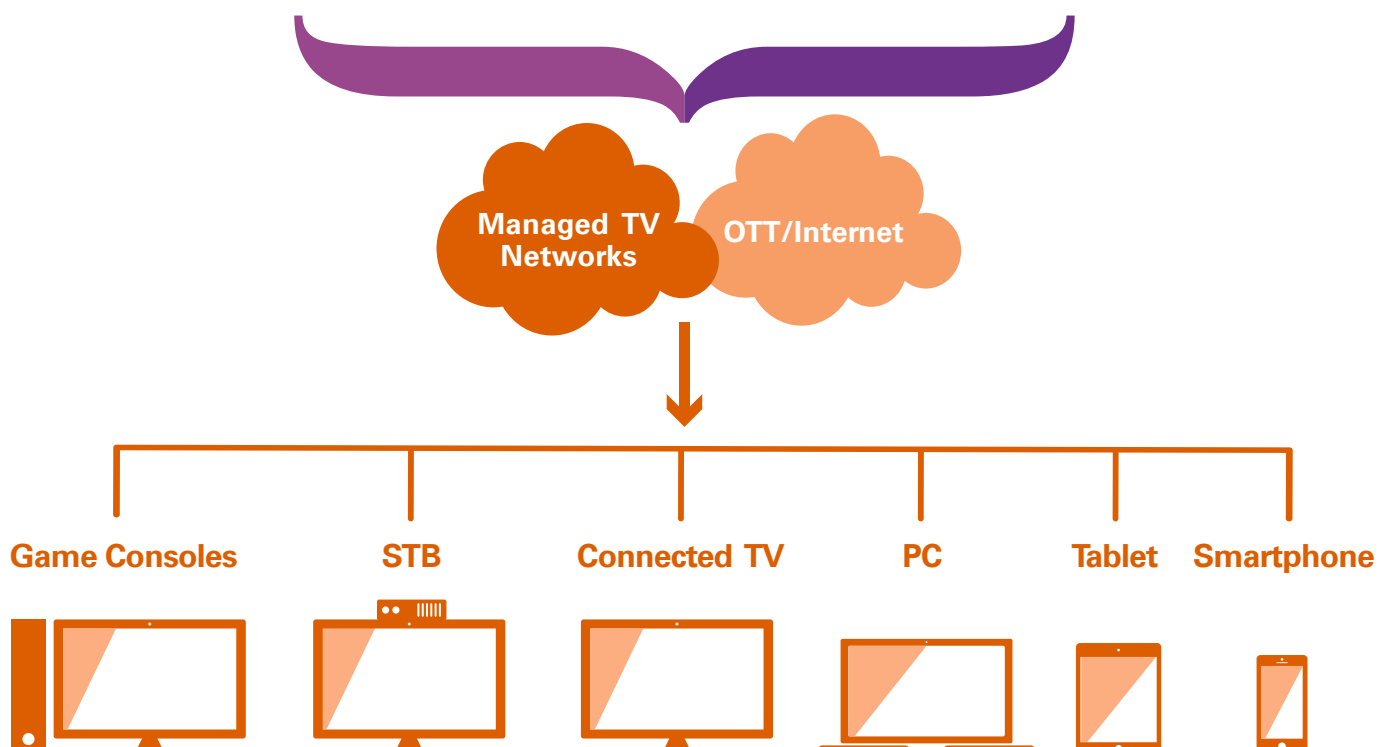 Managed TV
Networks
OTT/Internet
Game Consoles
STB
Connected TV
PC
Tablet
Smartphone